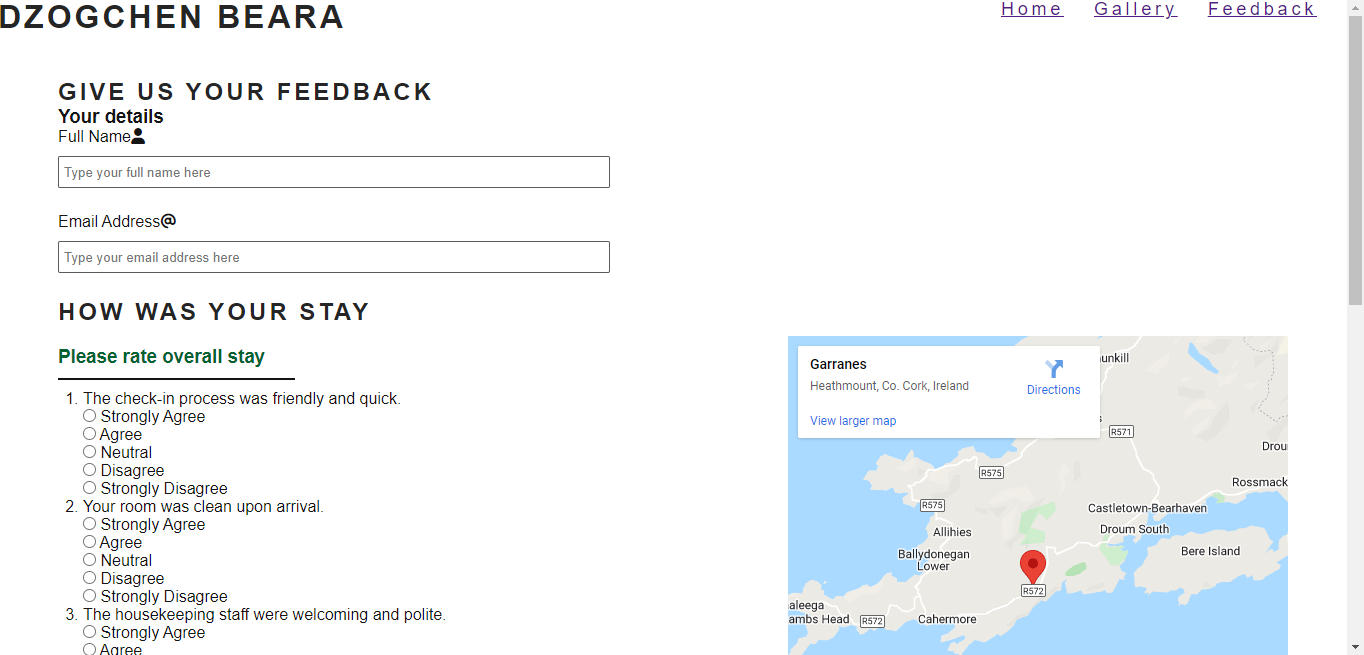 DZOGCHEN BEARA
Home Gallery Feedback
GIVE US YOUR FEEDBACK
Your details
Full Name
Type your full name here
Email Address@
Type your email address here
HOW WAS YOUR STAY
Please rate overall stay
1. The check-in process was friendly and quick.
Strongly Agree
Agree
Neutral
Disagree
Strongly Disagree
2. Your room was clean upon arrival.
Strongly Agree
Agree
Neutral
Disagree
Strongly Disagree
3. The housekeeping staff were welcoming and polite.
Strongly Agree
Agree
Garranes
Heathmount, Co. Cork, Ireland
Directions
View larger map
unkill
s
R571
Drou
R575
Rossmack
R575
Castletown-Bearhaven
Allihies
Droum South
Ballydonegan
Lower
Bere Island
R572
aleega
ambs Head
R572
Cahermore